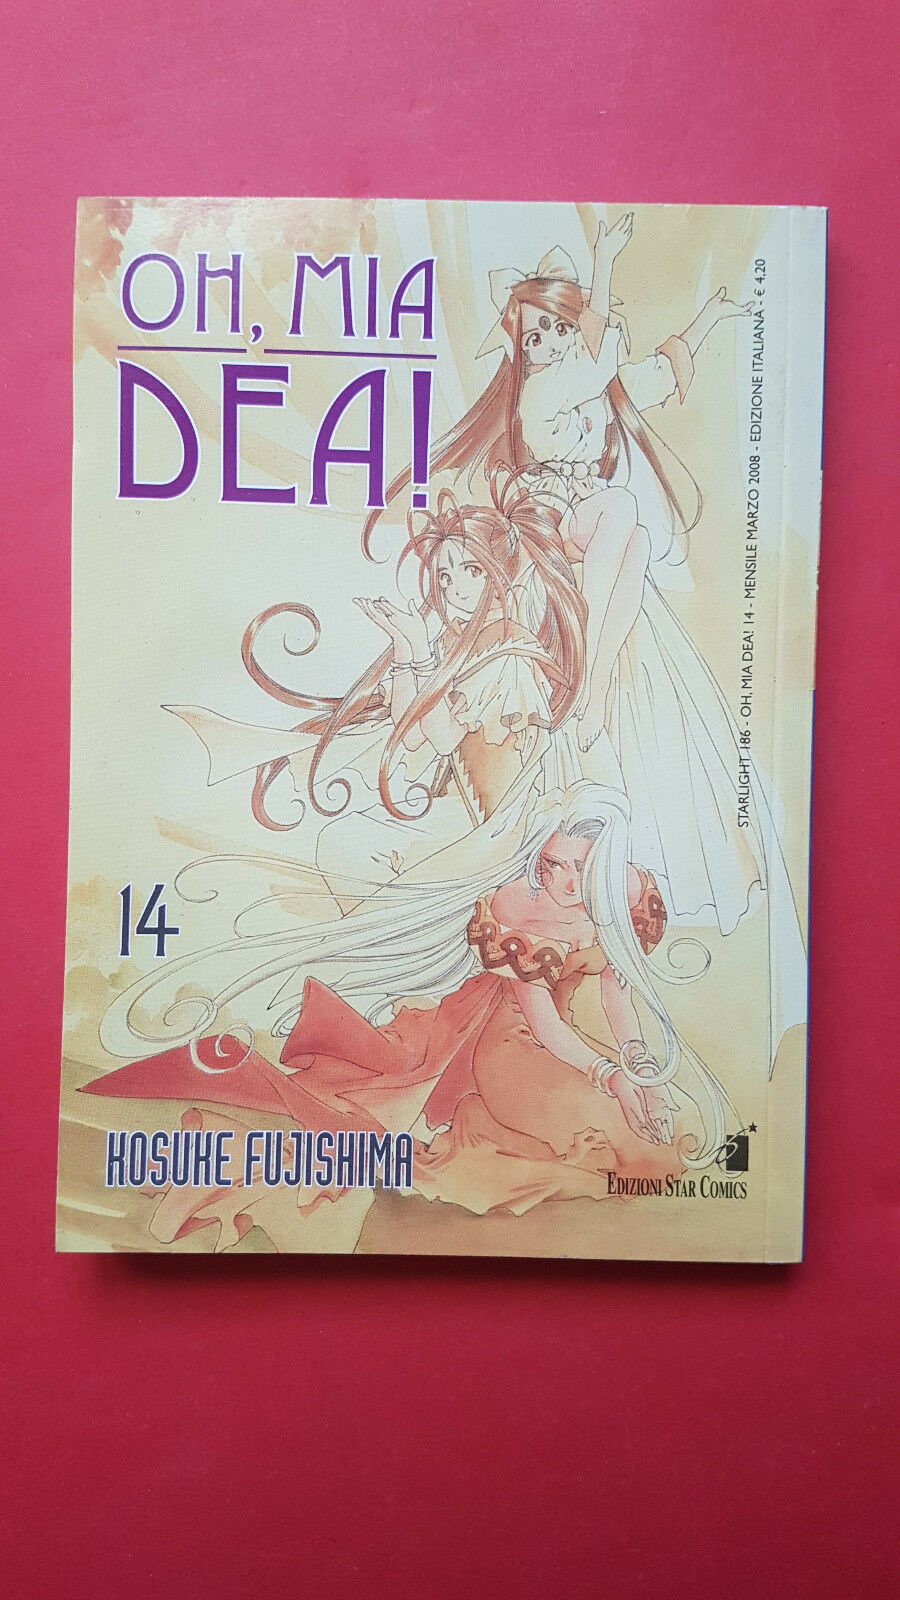 OH, MIA
DEA!
14
KOSUKE FUJISHIMA
EDIZIONI STAR COMICS
STARLIGHT 186 - OH, MIA DEA! 14 - MENSILE MARZO 2008 - EDIZIONE ITALIANA - € 4,20